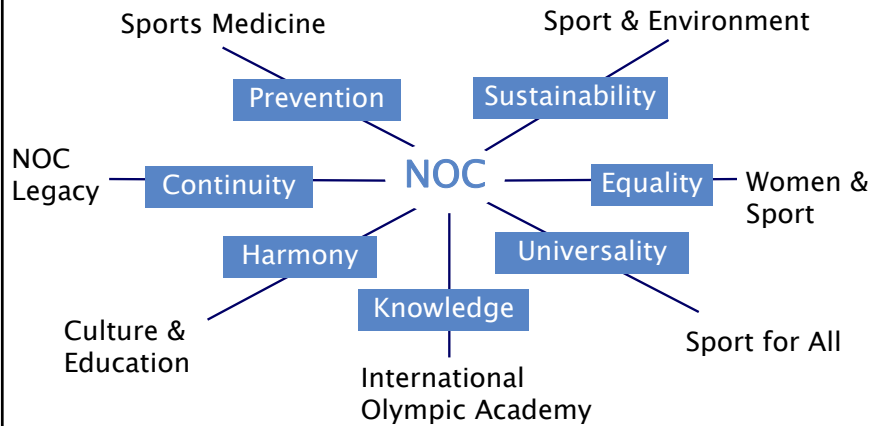 Sports Medicine
Sport & Environment
Prevention
Sustainability
NOC
Legacy
Continuity
NOC
Equality
Women &
Sport
Harmony
Universality
Knowledge
Culture &
Education
Sport for All
International
Olympic Academy